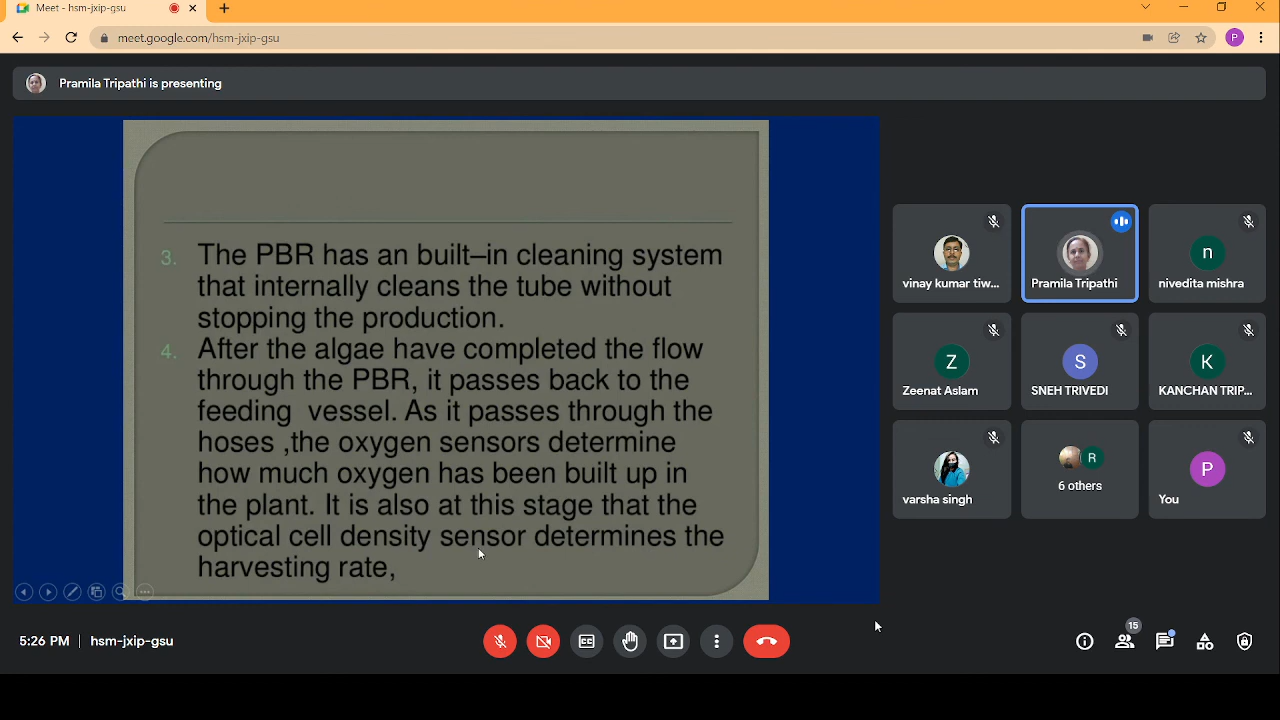 Meet - hsm-jxip-gsu
meet.google.com/hsm-jxip-gsu
P
Pramila Tripathi is presenting
3. The PBR has an built–in cleaning system
that internally cleans the tube without
stopping the production.
4. After the algae have completed the flow
through the PBR, it passes back to the
feeding vessel. As it passes through the
hoses ,the oxygen sensors determine
how much oxygen has been built up in
the plant. It is also at this stage that the
optical cell density sensor determines the
harvesting rate,
vinay kumar tiw...
Pramila Tripathi
n
nivedita mishra
Z
Zeenat Aslam
S
SNEH TRIVEDI
K
KANCHAN TRIP...
varsha singh
R
6 others
P
You
5:26 PM | hsm-jxip-gsu
CC
15